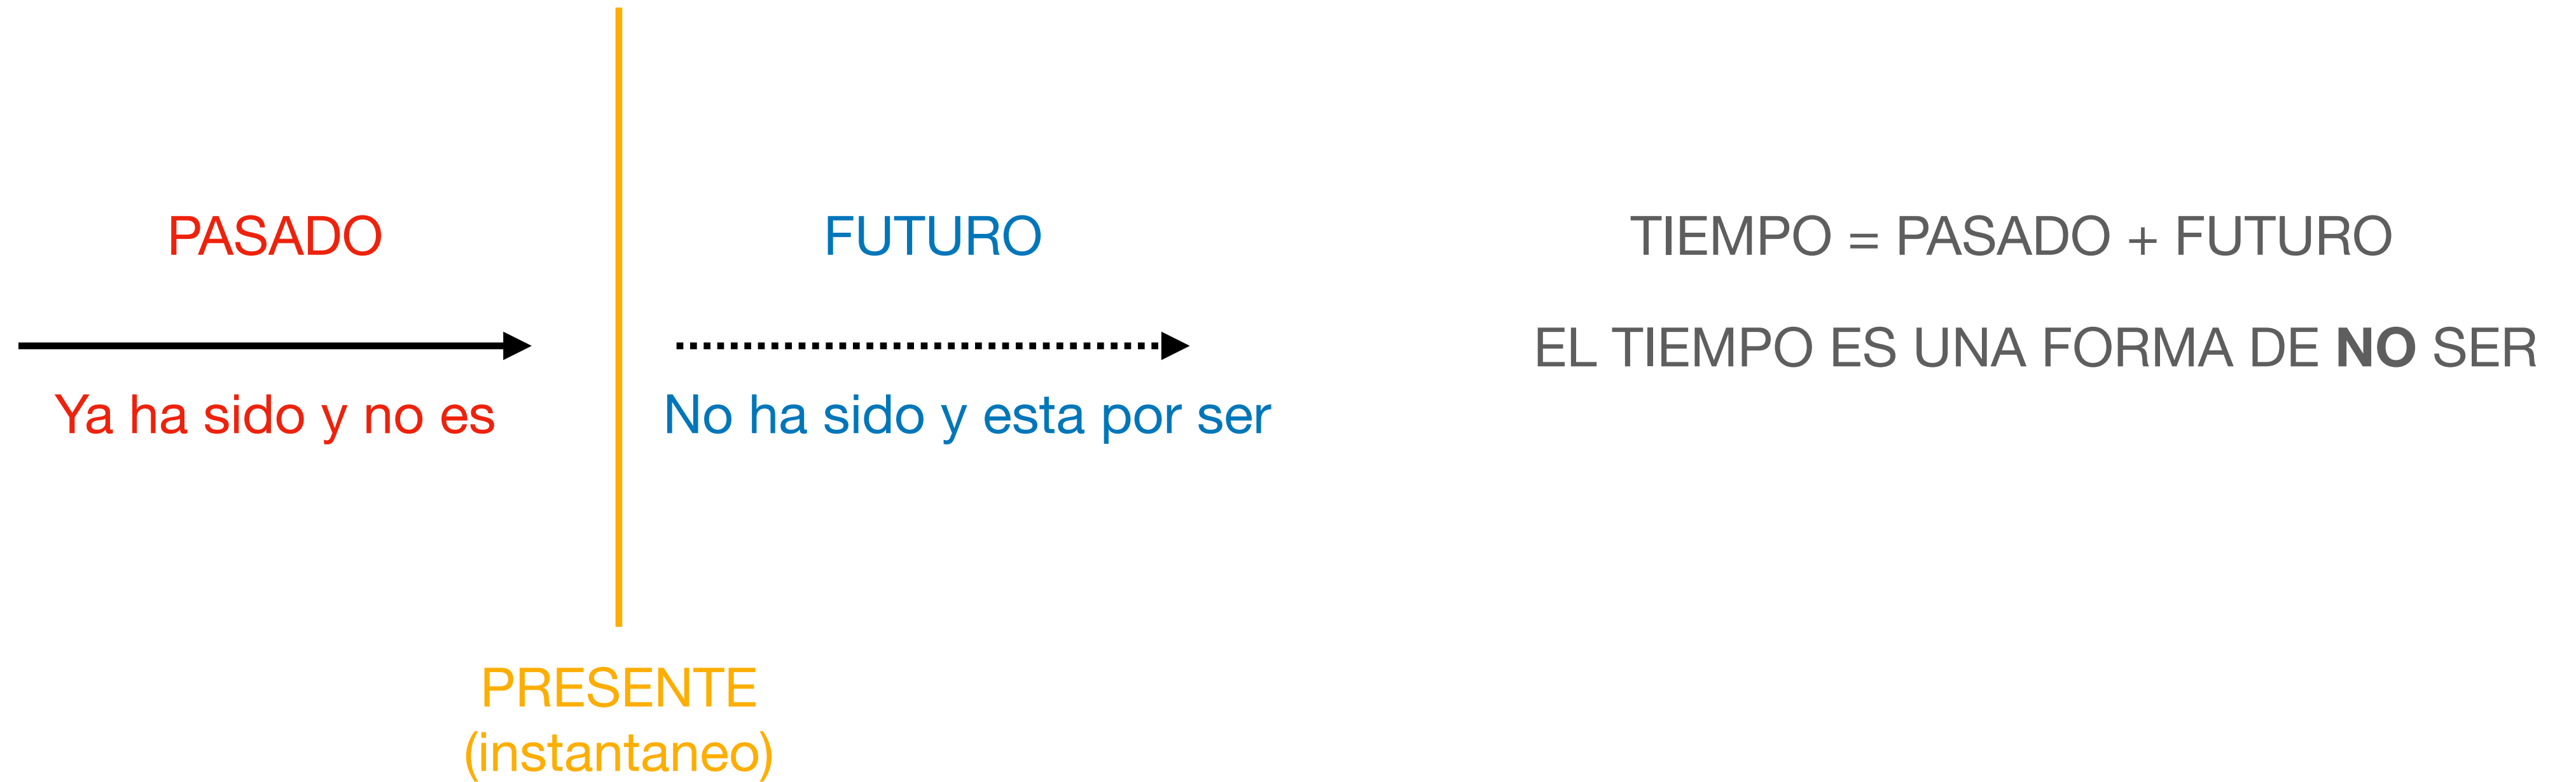 PASADO
Ya ha sido y no es
FUTURO
No ha sido y esta por ser
PRESENTE
(instantaneo)
TIEMPO = PASADO + FUTURO
EL TIEMPO ES UNA FORMA DE NO SER